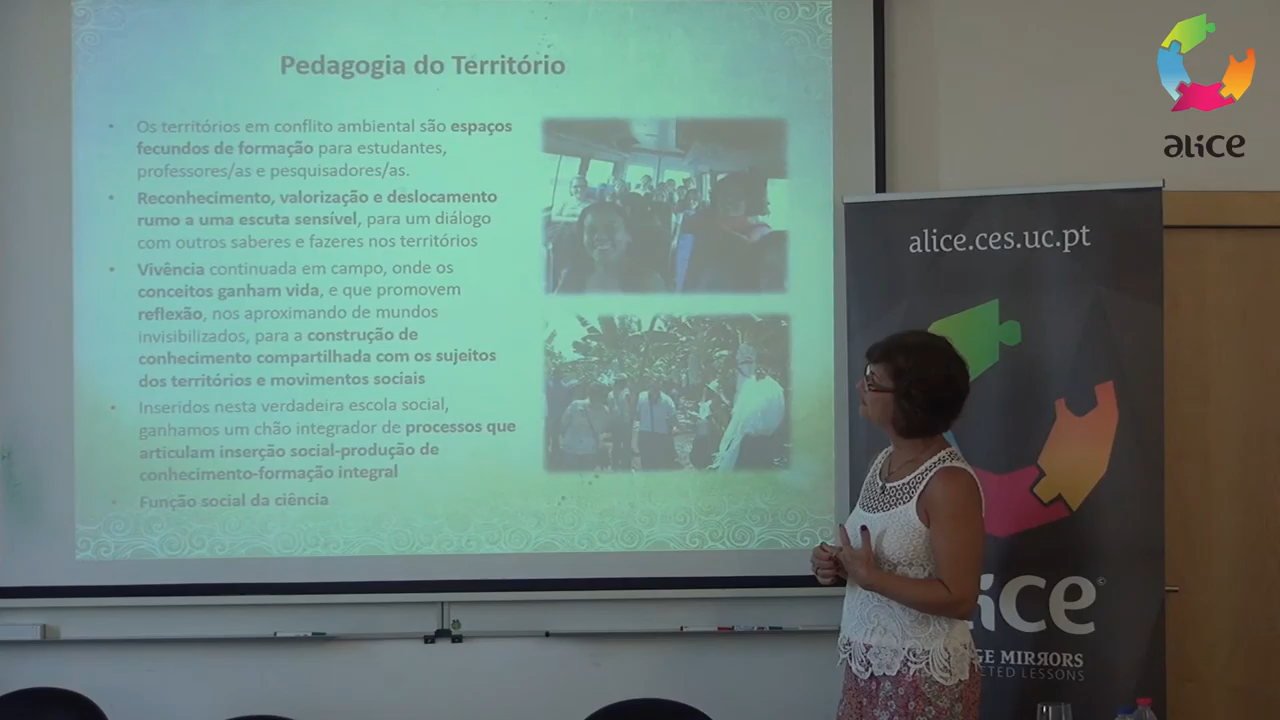 Pedagogia do Território
• Os territórios em conflito ambiental são espaços
fecundos de formação para estudantes,
professores/as e pesquisadores/as.
• Reconhecimento, valorização e deslocamento
rumo a uma escuta sensível, para um diálogo
com outros saberes e fazeres nos territórios
• Vivência continuada em campo, onde os
conceitos ganham vida, e que promovem
reflexão, nos aproximando de mundos
invisibilizados, para a construção de
conhecimento compartilhada com os sujeitos
dos territórios e movimentos sociais
• Inseridos nesta verdadeira escola social,
ganhamos um chão integrador de processos que
articulam inserção social-produção de
conhecimento-formação integral
• Função social da ciência
alice
alice.ces.uc.pt
MIRRORS
LESSONS